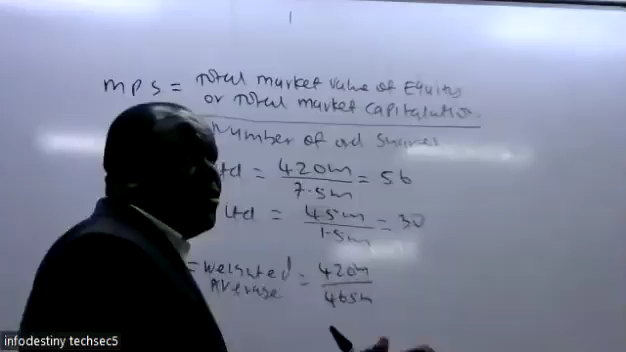 MPS = Total market value of Equity
or Total market capitalization
Number of ord shares
Ltd = 420m = 56
7.5m
Ltd = 45m = 30
1.5m
= Weighted = 420m
Average 465m
infodestiny techsec5